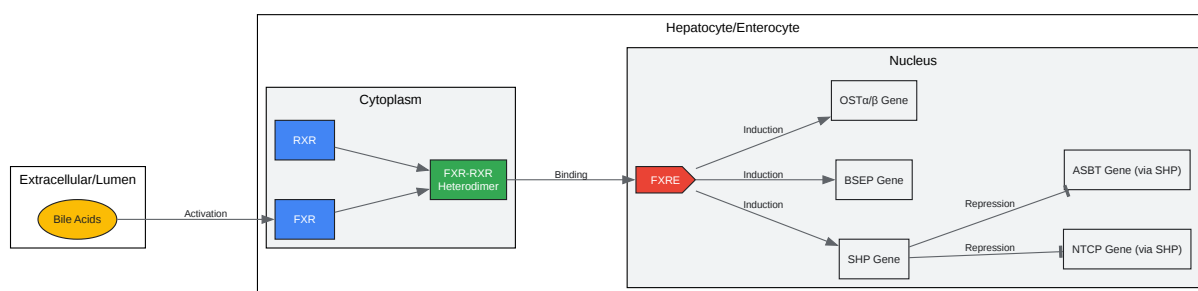 Hepatocyte/Enterocyte
Nucleus
Cytoplasm
OSTα/β Gene
RXR
Induction
FXR-RXR
Heterodimer
Binding
FXRE
Induction
BSEP Gene
ASBT Gene (via SHP)
Extracellular/Lumen
Bile Acids
Activation
FXR
Induction
Repression
SHP Gene
Repression
NTCP Gene (via SHP)